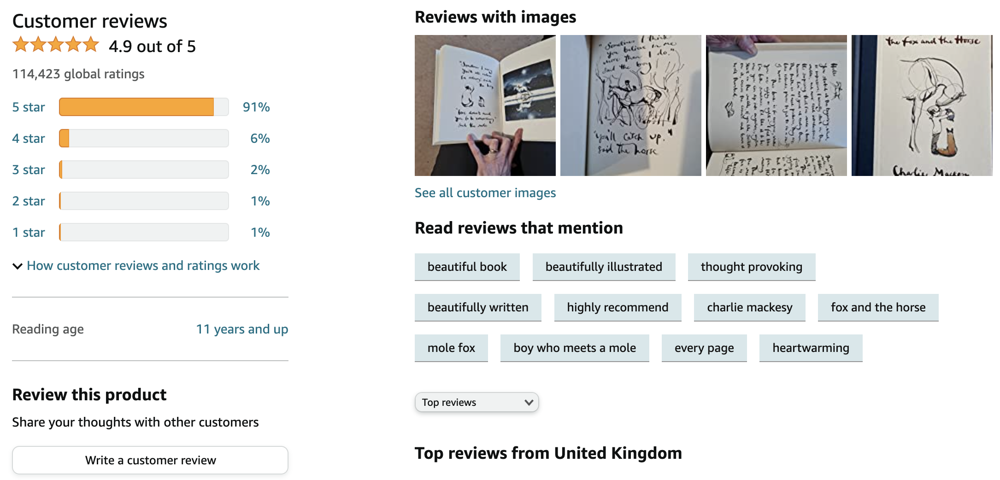 Customer reviews
4.9 out of 5
114,423 global ratings
5 star 91%
4 star 6%
3 star 2%
2 star 1%
1 star 1%
How customer reviews and ratings work
Reading age 11 years and up
Review this product
Share your thoughts with other customers
Write a customer review
Reviews with images
"Sometimes I think
you believe in me
more than I do."
said the boy
"you'll catch up."
said the horse
the fox and the Horse
Charlie Mackesy
See all customer images
Read reviews that mention
beautiful book beautifully illustrated thought provoking
beautifully written highly recommend charlie mackesy fox and the horse
mole fox boy who meets a mole every page heartwarming
Top reviews
Top reviews from United Kingdom